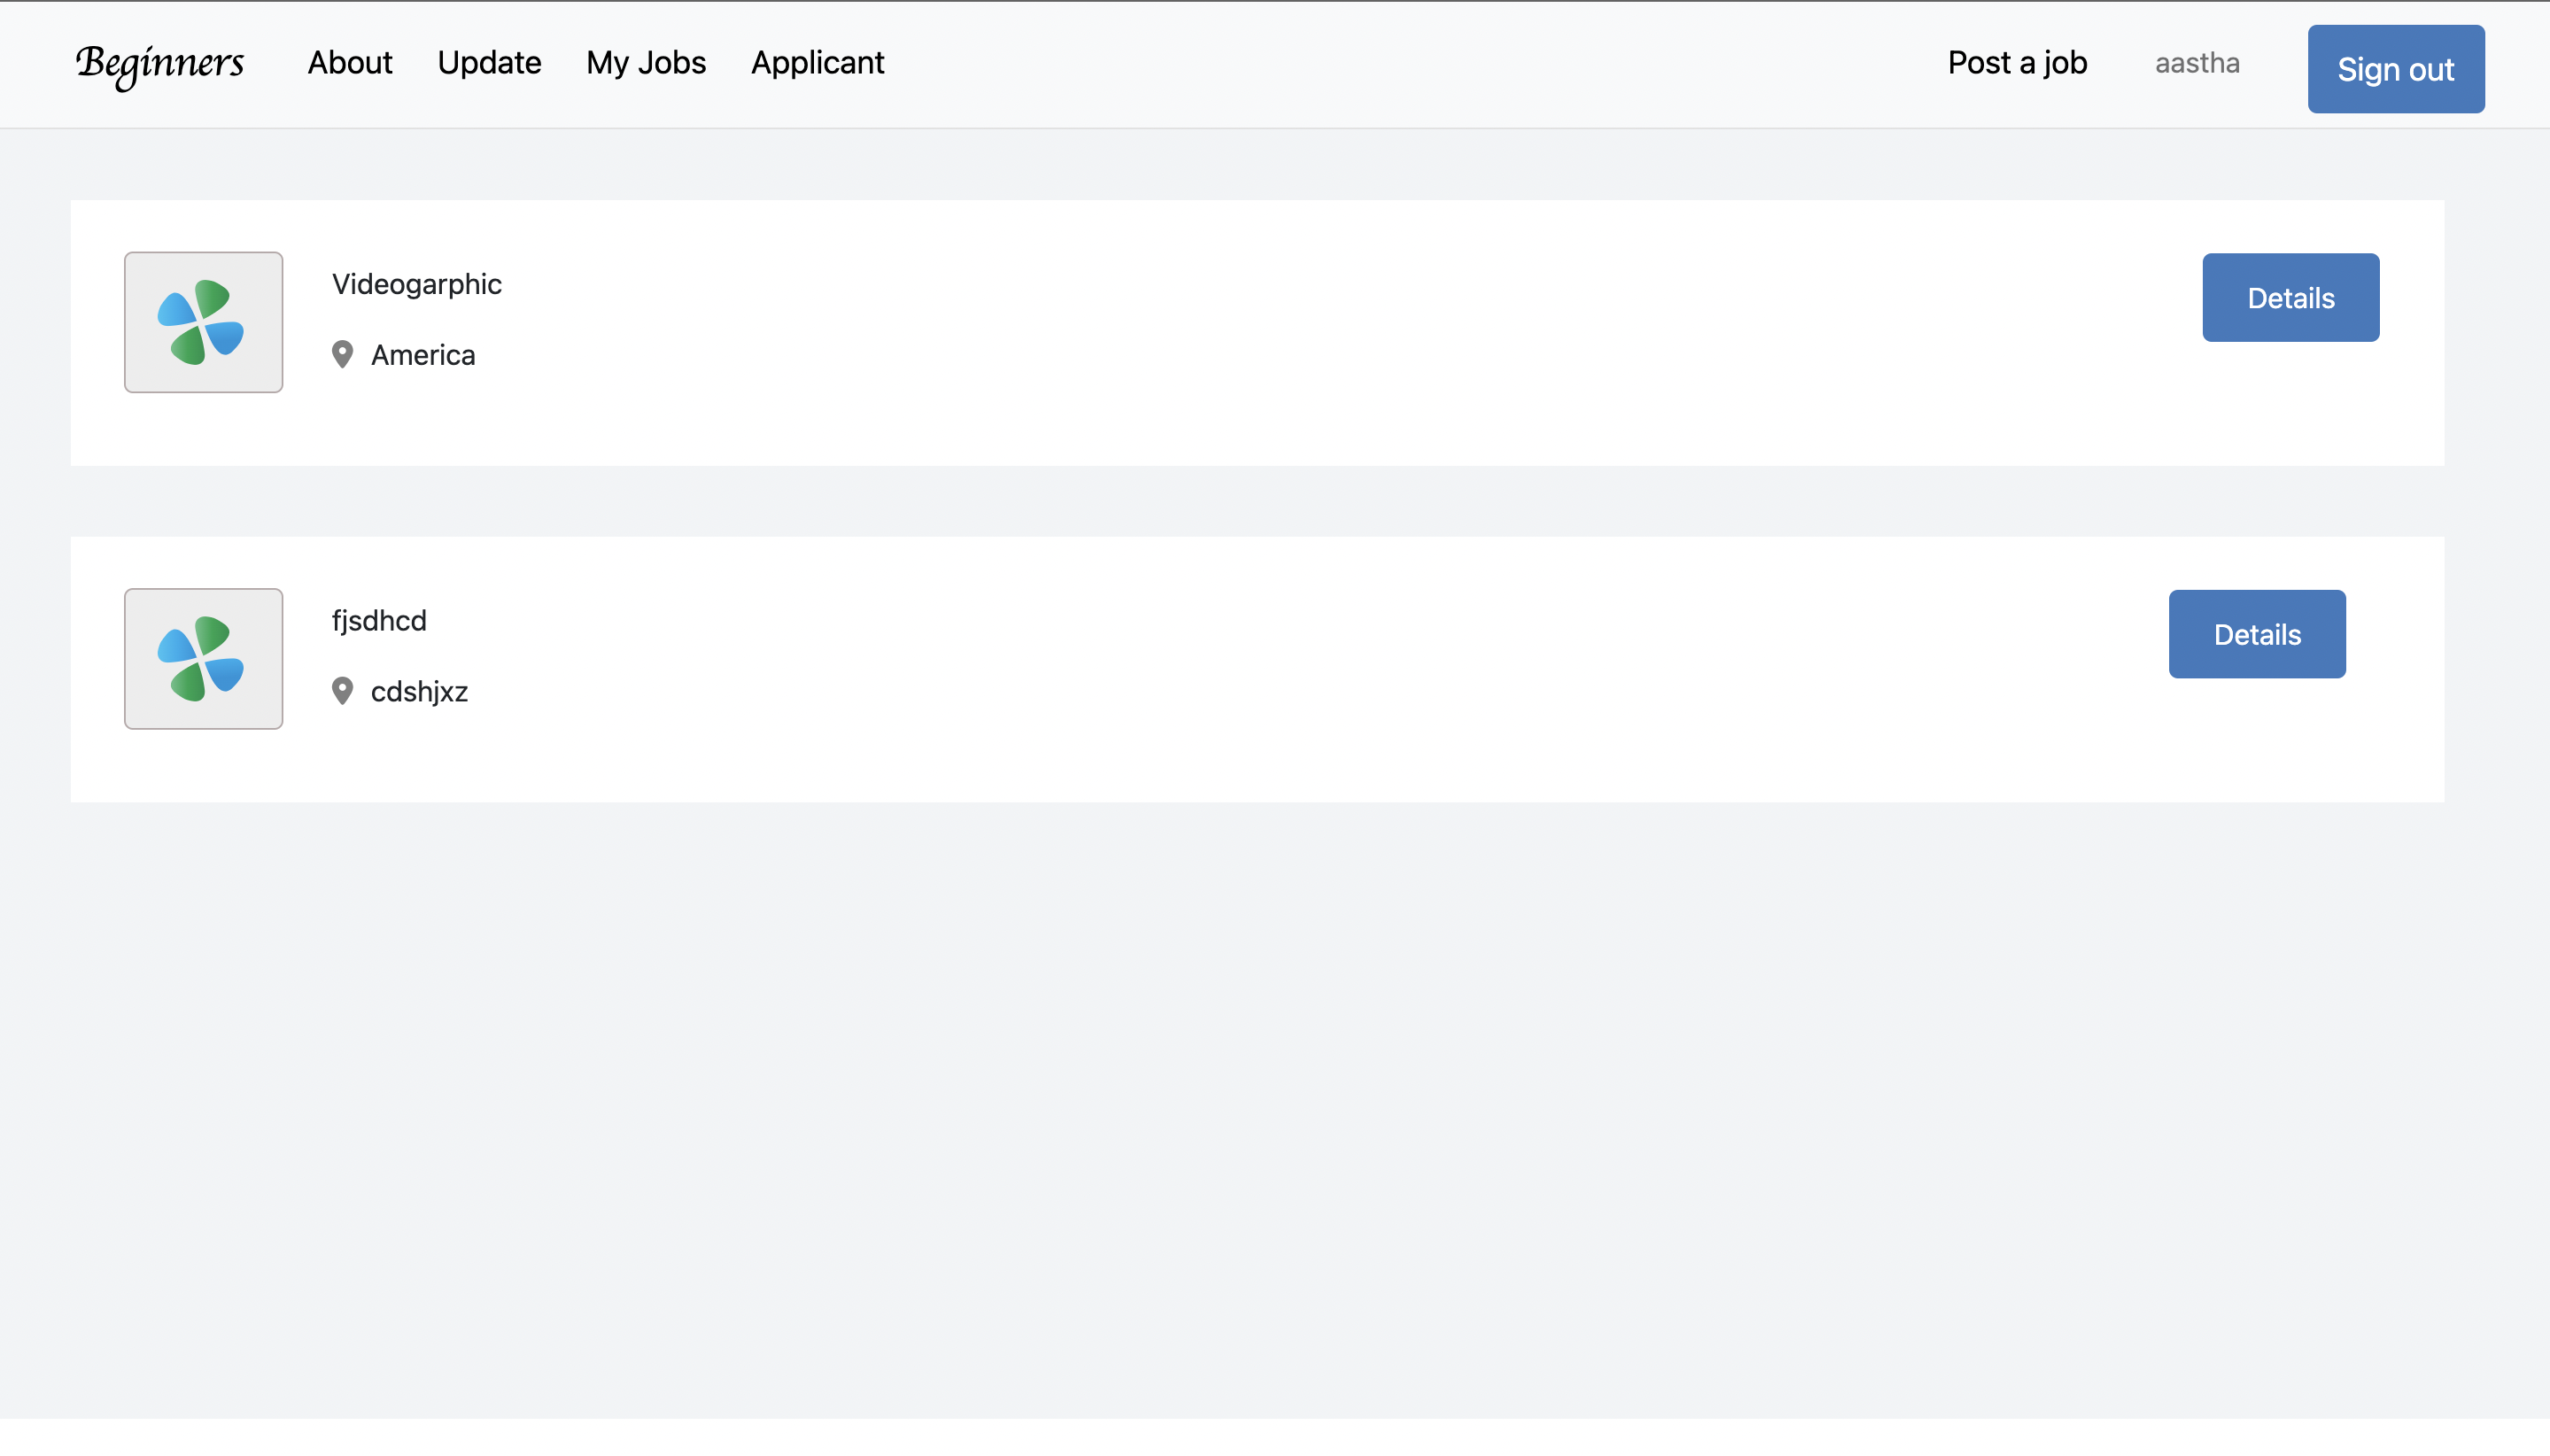 Beginners About Update My Jobs Applicant Post a job aastha Sign out
Videogarphic Details
America
fjsdhcd Details
cdshjxz